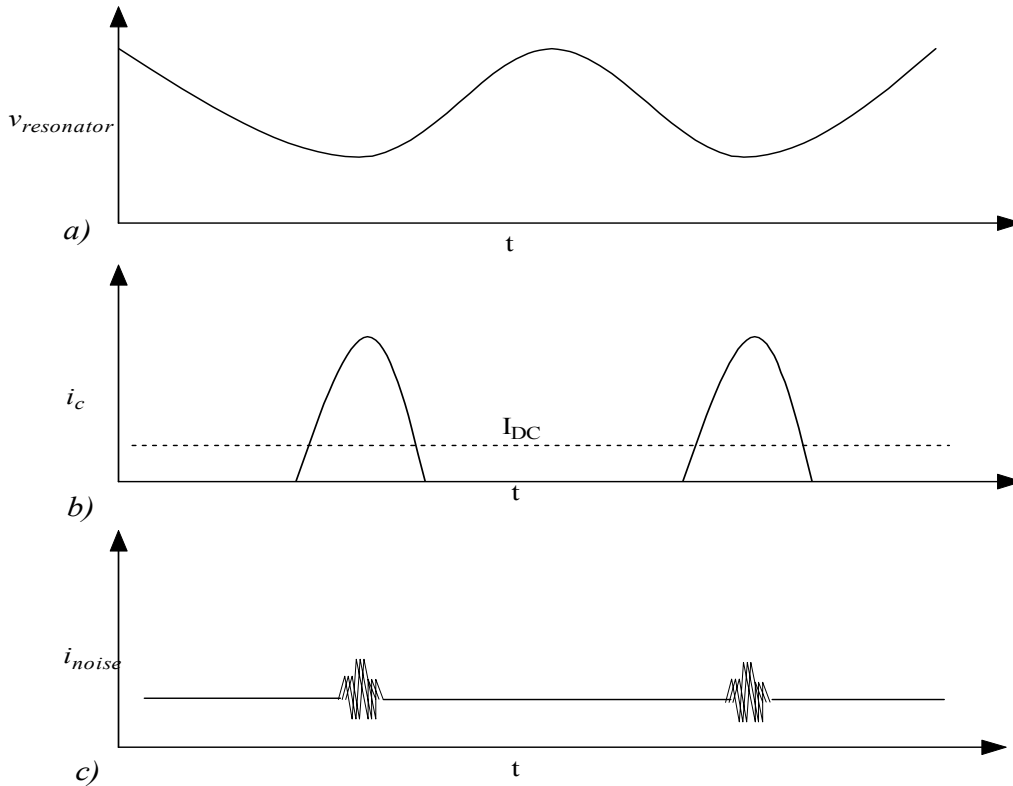 v_resonator
a)
t
i_c
I_DC
t
b)
i_noise
t
c)